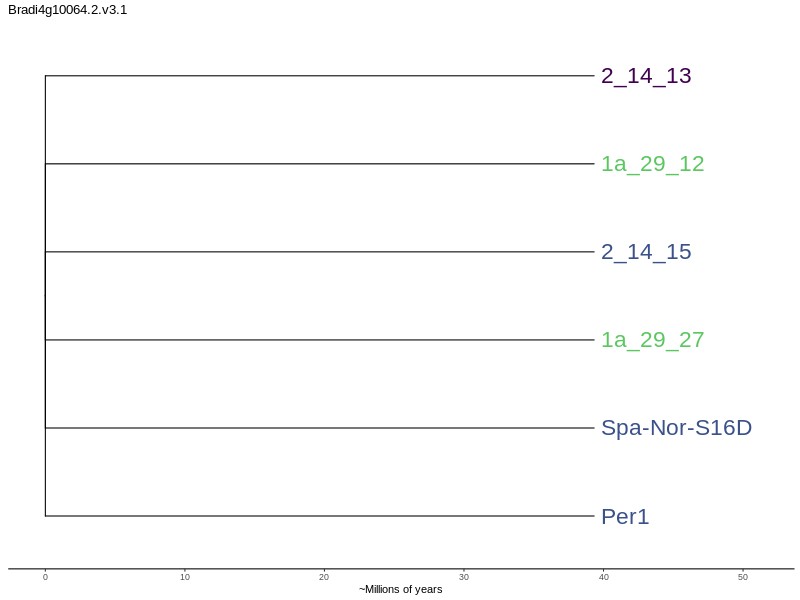 Bradi4g10064.2.v3.1
2_14_13
1a_29_12
2_14_15
1a_29_27
Spa-Nor-S16D
Per1
0 10 20 30 40 50
~Millions of years